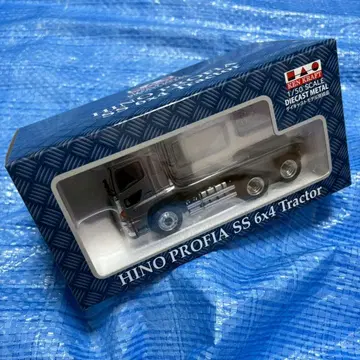 KEN KRAFT
1/50 SCALE
DIECAST METAL
HINO PROFIA SS 6x4 Tractor